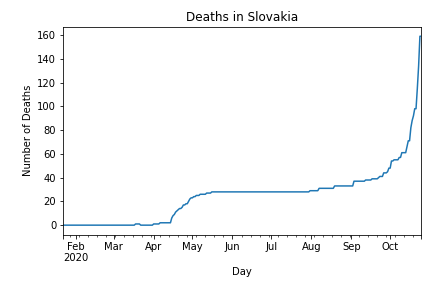 Deaths in Slovakia
160
140
120
100
80
60
40
20
0
Number of Deaths
Feb Mar Apr May Jun Jul Aug Sep Oct
2020
Day